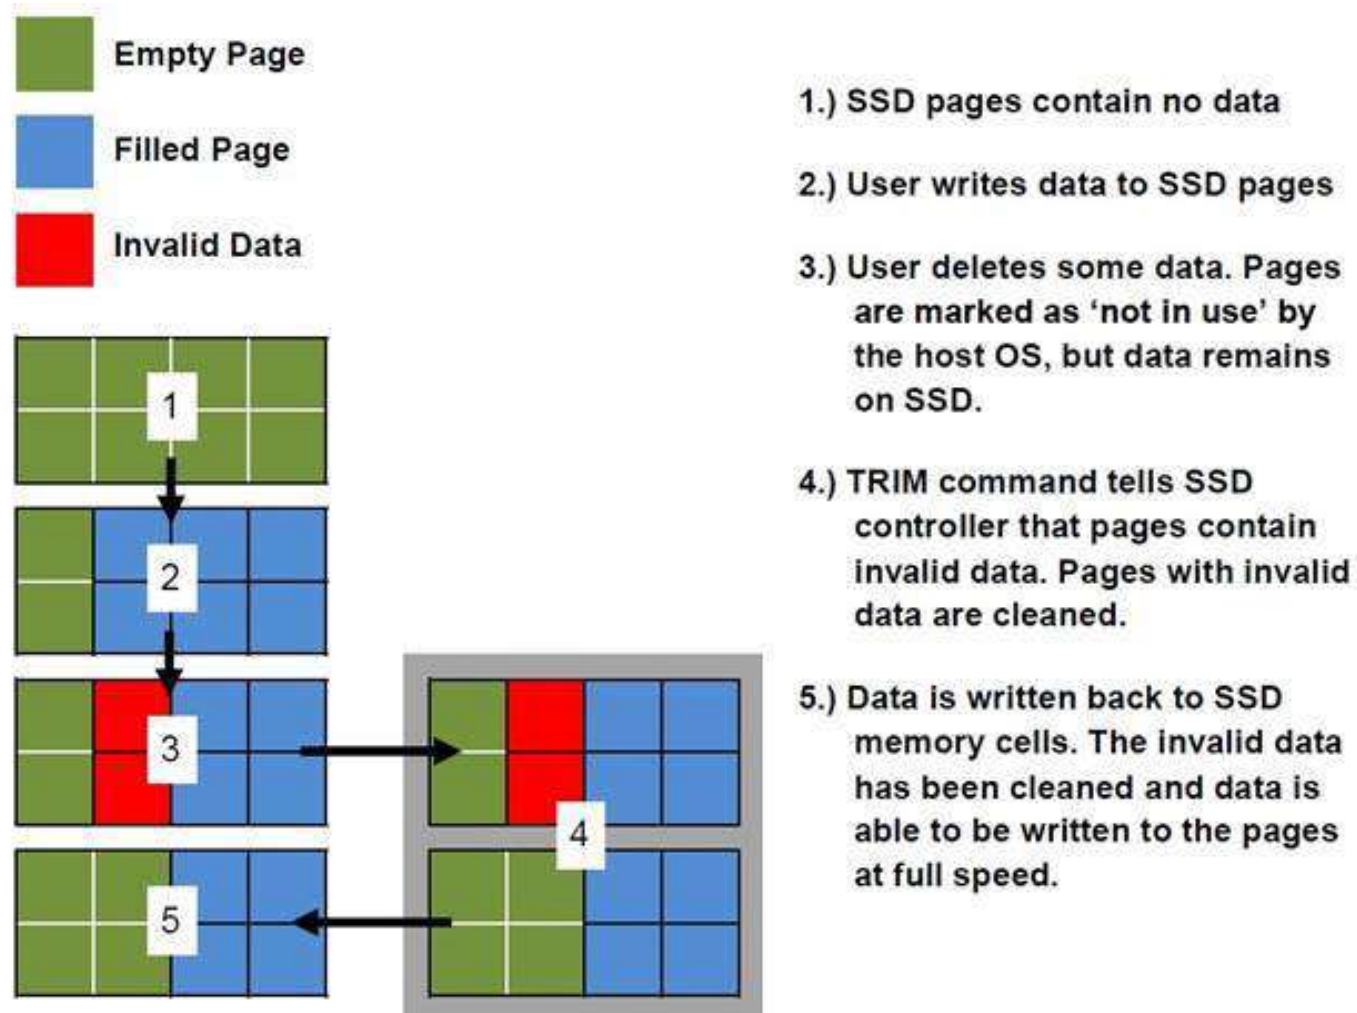 Empty Page
Filled Page
Invalid Data
1
2
3
4
5
1.) SSD pages contain no data
2.) User writes data to SSD pages
3.) User deletes some data. Pages
are marked as ‘not in use’ by
the host OS, but data remains
on SSD.
4.) TRIM command tells SSD
controller that pages contain
invalid data. Pages with invalid
data are cleaned.
5.) Data is written back to SSD
memory cells. The invalid data
has been cleaned and data is
able to be written to the pages
at full speed.